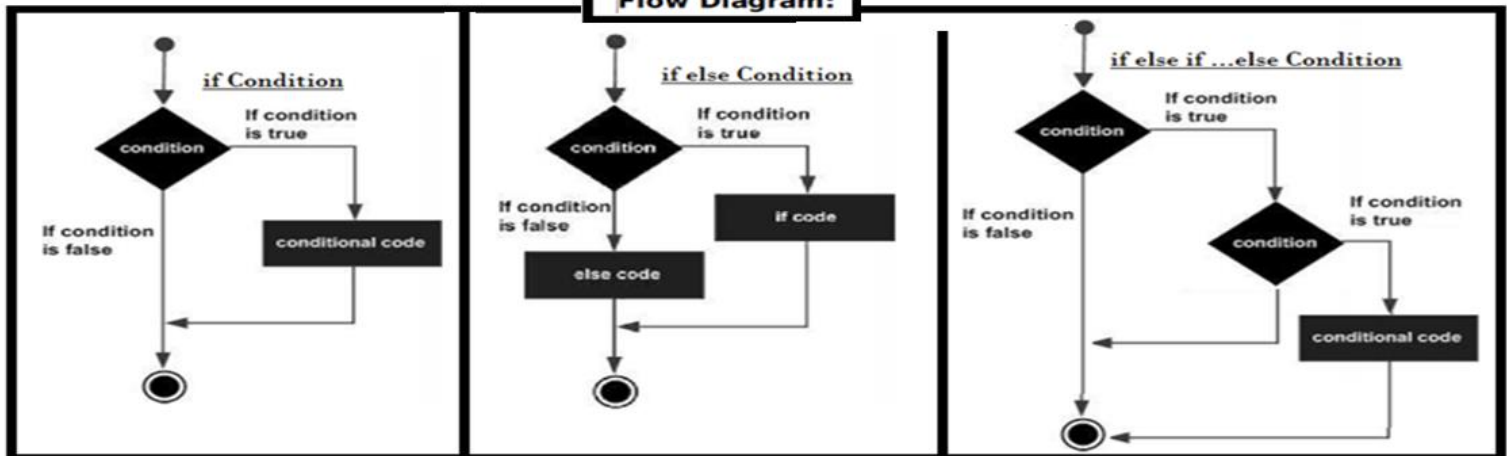 Flow Diagram:
if Condition
If condition
is true
condition
If condition
is false
conditional code
if else Condition
If condition
is true
condition
If condition
is false
if code
else code
if else if ...else Condition
If condition
is true
condition
If condition
is false
If condition
is true
condition
conditional code